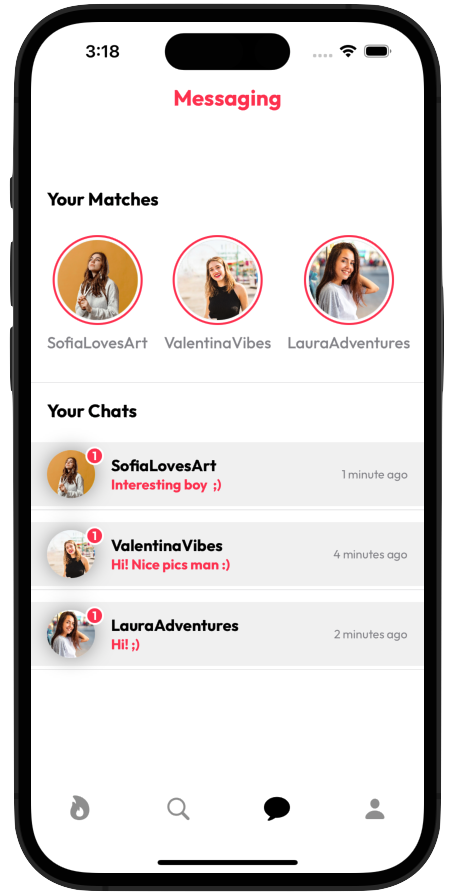 3:18
Messaging
Your Matches
SofiaLovesArt ValentinaVibes LauraAdventures
Your Chats
1
SofiaLovesArt
1 minute ago
Interesting boy ;)
1
ValentinaVibes
4 minutes ago
Hi! Nice pics man :)
1
LauraAdventures
2 minutes ago
Hi! ;)